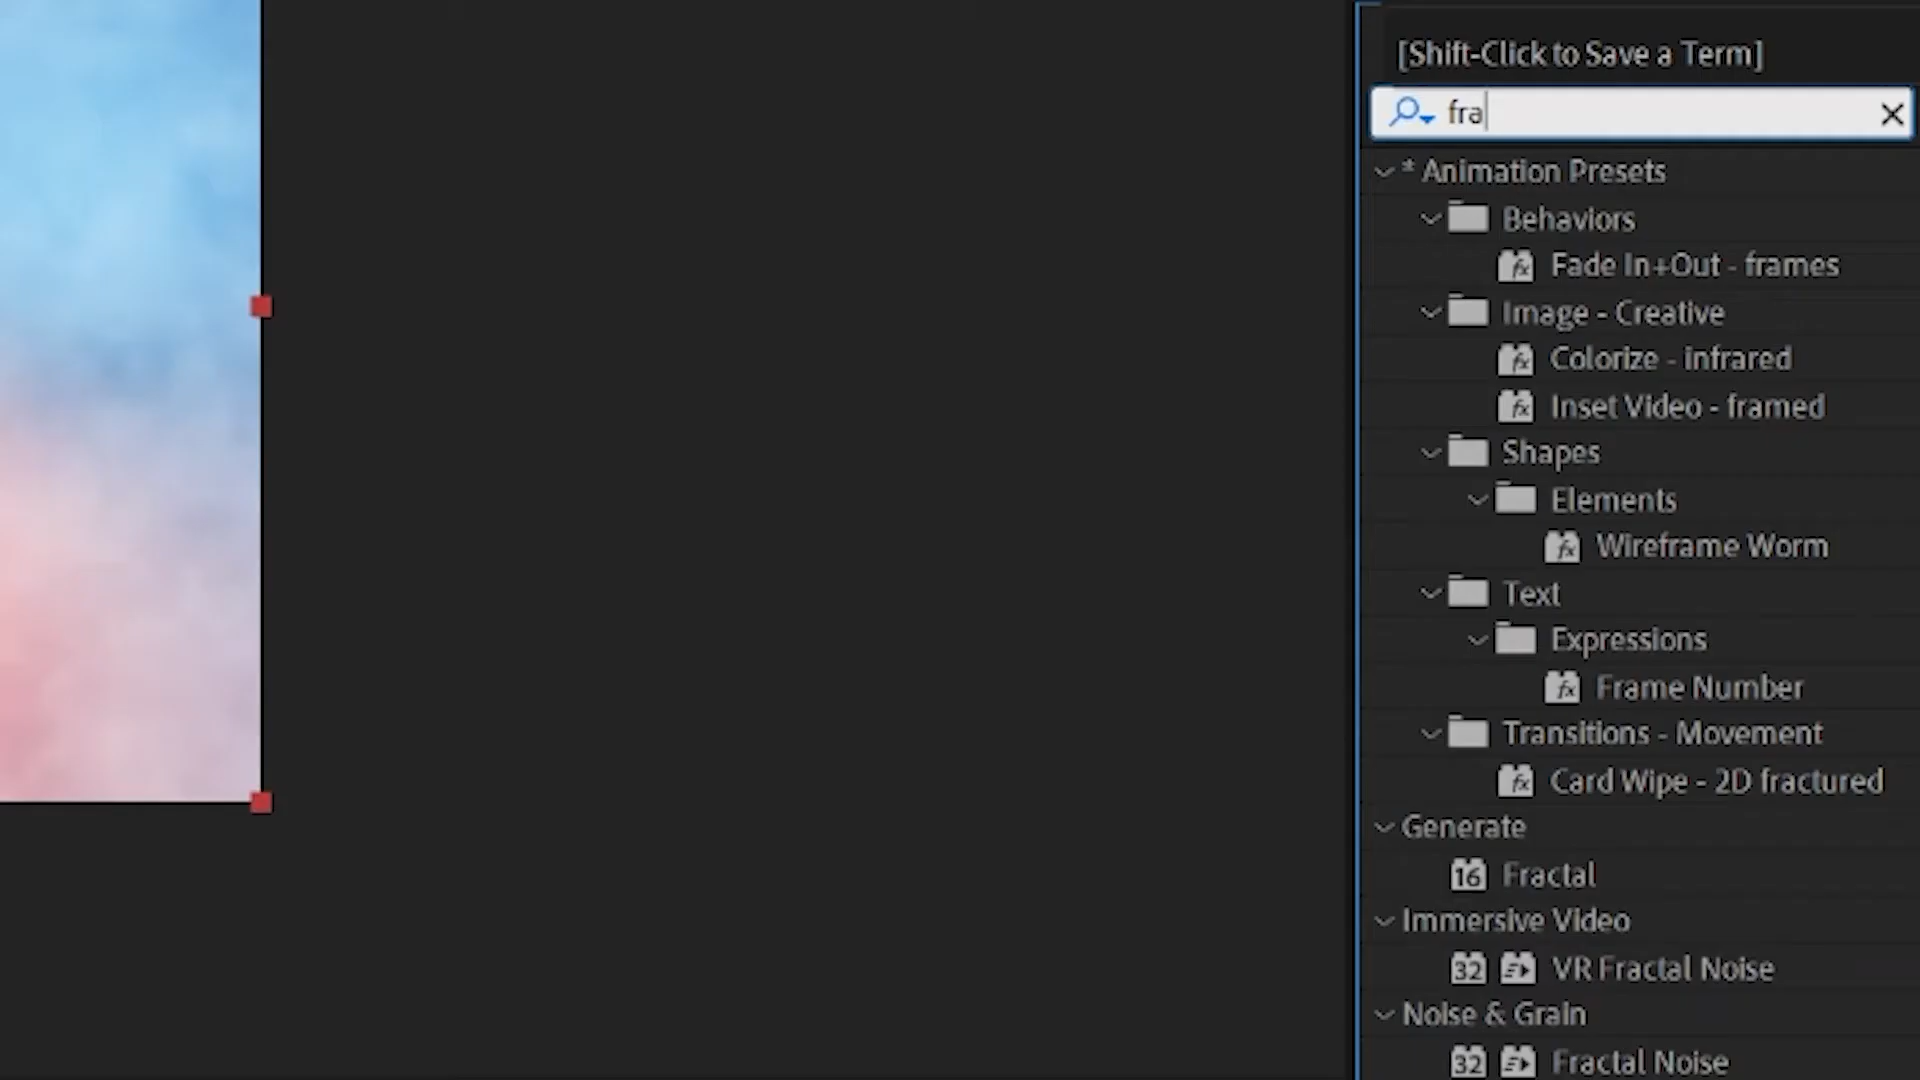 [Shift-Click to Save a Term]
fra
* Animation Presets
Behaviors
Fade In+Out - frames
Image - Creative
Colorize - infrared
Inset Video - framed
Shapes
Elements
Wireframe Worm
Text
Expressions
Frame Number
Transitions - Movement
Card Wipe - 2D fractured
Generate
16 Fractal
Immersive Video
32 VR Fractal Noise
Noise & Grain
32 Fractal Noise